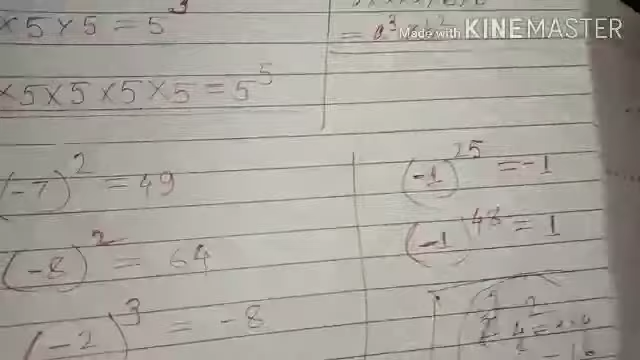 × 5 × 5 = 5³
× 5 × 5 × 5 × 5 = 5⁵
(-7)² = 49
(-8)² = 64
(-2)³ = -8
Made with KINEMASTER
(-1)²⁵ = -1
(-1)⁴⁸ = 1